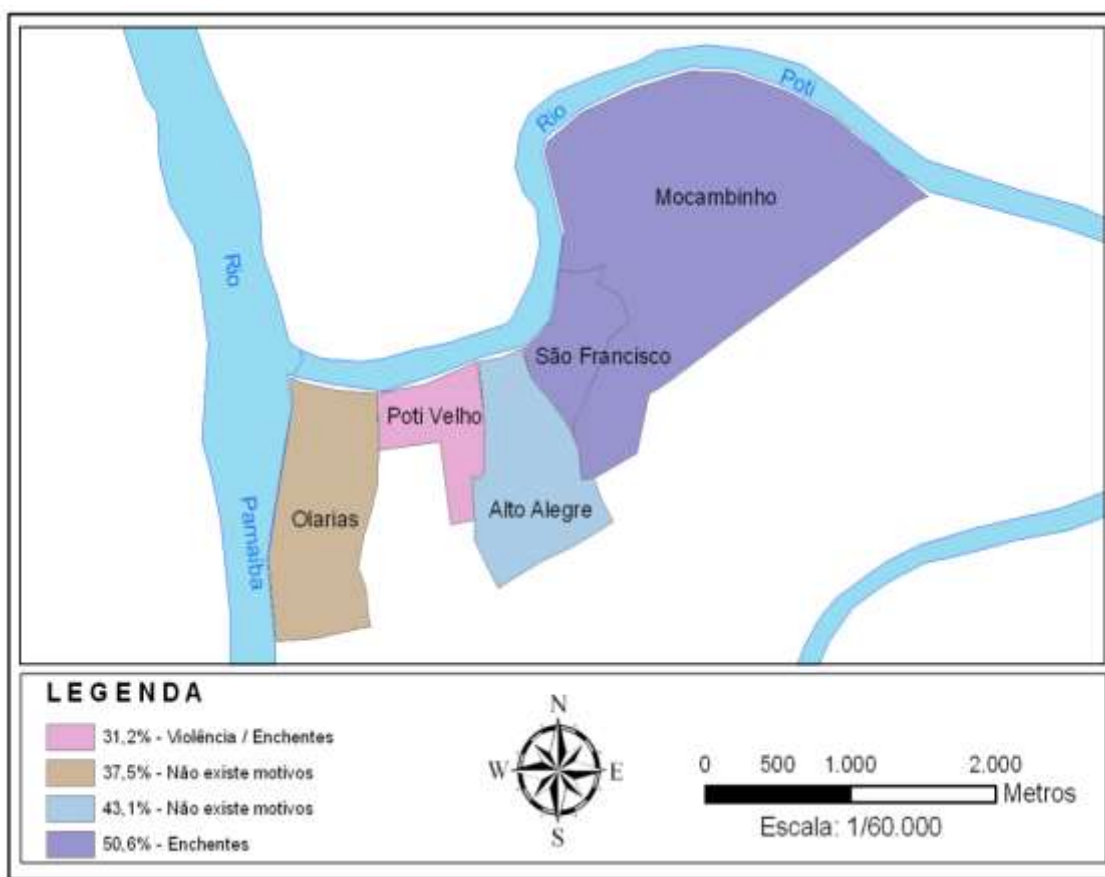 Rio
Poti
Mocambinho
Rio
São Francisco
Poti Velho
Alto Alegre
Olarias
Parnaíba
LEGENDA
31,2% - Violência / Enchentes
37,5% - Não existe motivos
43,1% - Não existe motivos
50,6% - Enchentes
N
W E
S
0 500 1.000 2.000
Metros
Escala: 1/60.000